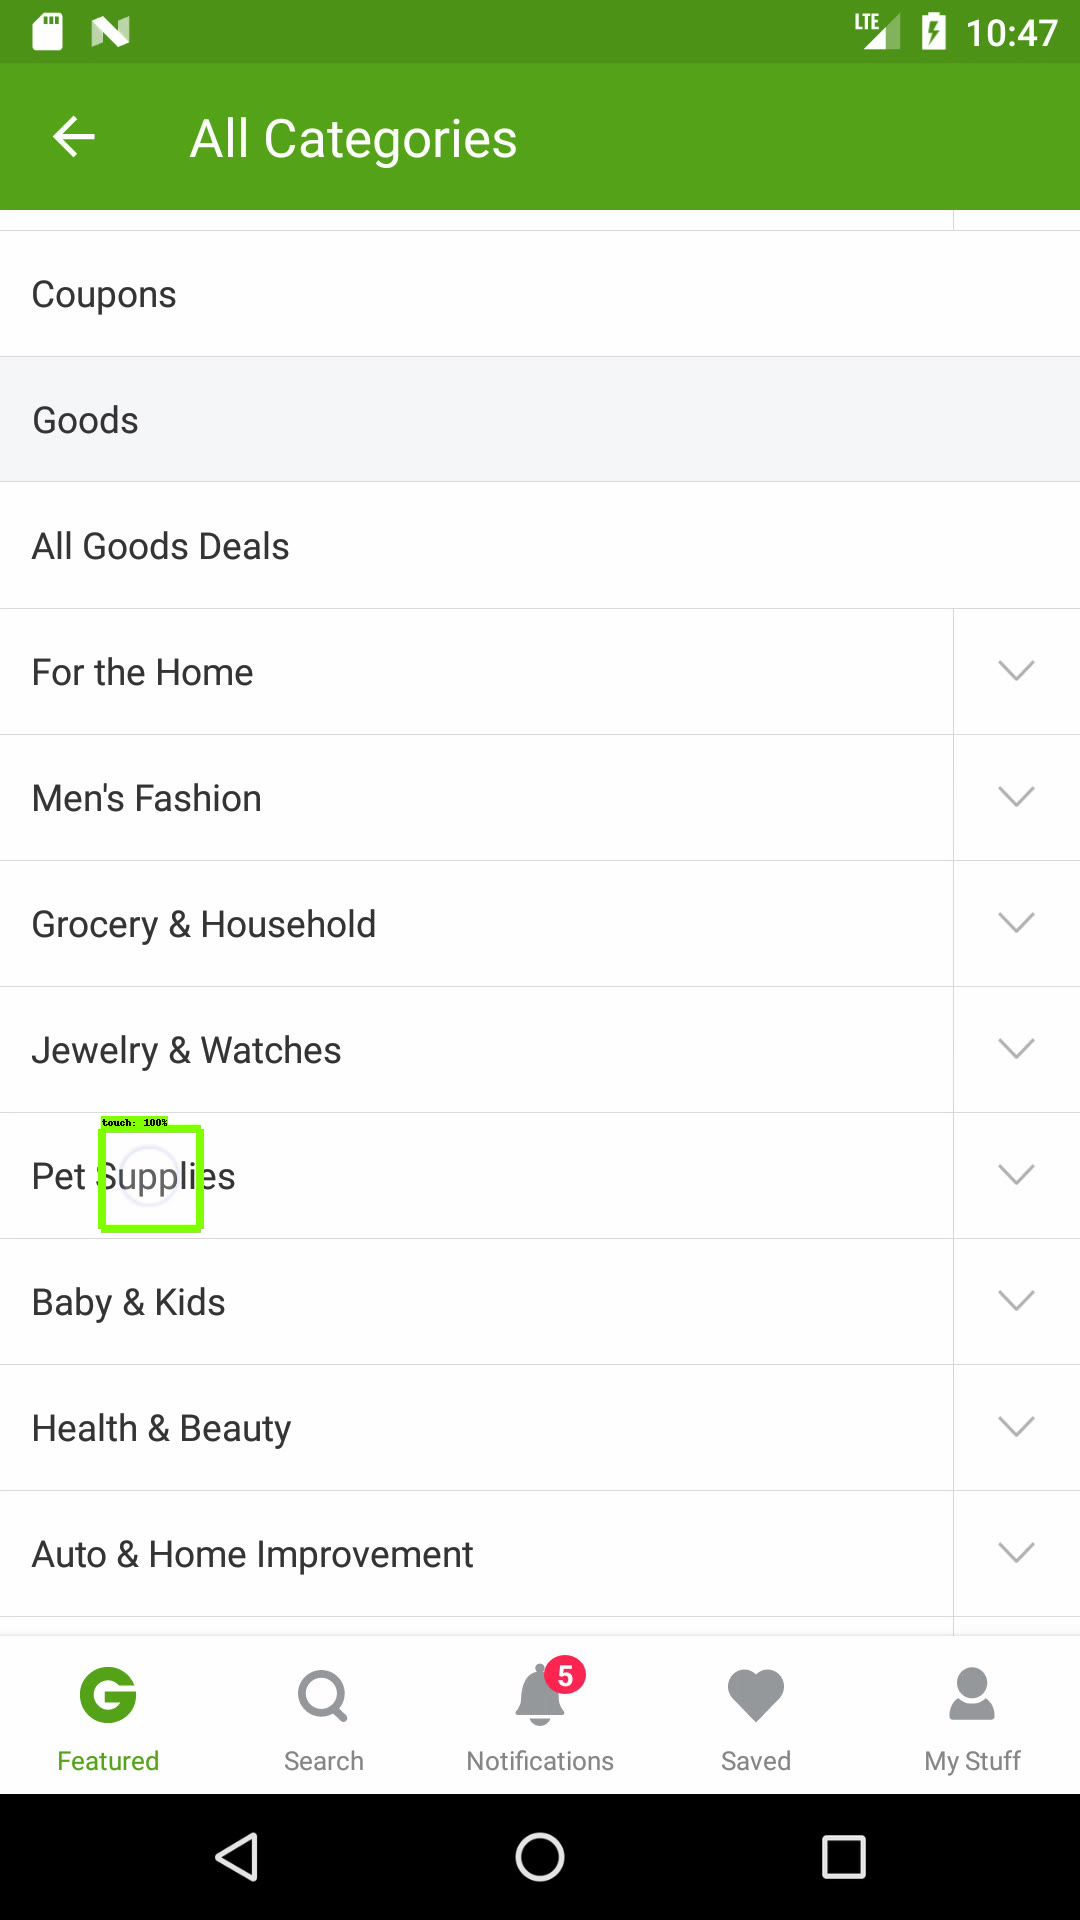 LTE 10:47
All Categories
Coupons
Goods
All Goods Deals
For the Home
Men's Fashion
Grocery & Household
Jewelry & Watches
touch: 100%
Pet Supplies
Baby & Kids
Health & Beauty
Auto & Home Improvement
5
Featured Search Notifications Saved My Stuff